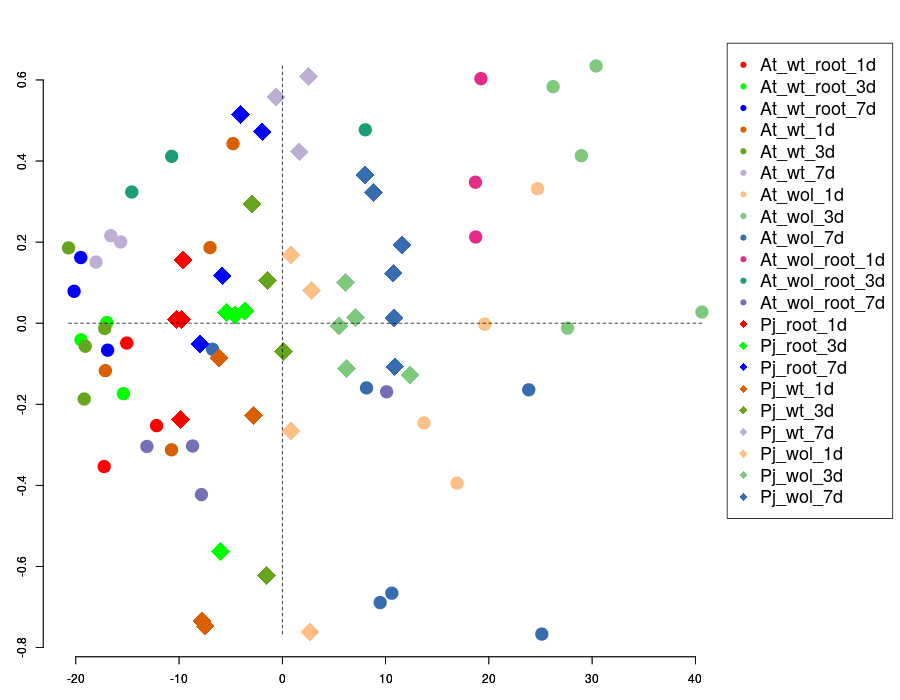 0.6
0.4
0.2
0.0
-0.2
-0.4
-0.6
-0.8
-20 -10 0 10 20 30 40
At_wt_root_1d
At_wt_root_3d
At_wt_root_7d
At_wt_1d
At_wt_3d
At_wt_7d
At_wol_1d
At_wol_3d
At_wol_7d
At_wol_root_1d
At_wol_root_3d
At_wol_root_7d
Pj_root_1d
Pj_root_3d
Pj_root_7d
Pj_wt_1d
Pj_wt_3d
Pj_wt_7d
Pj_wol_1d
Pj_wol_3d
Pj_wol_7d